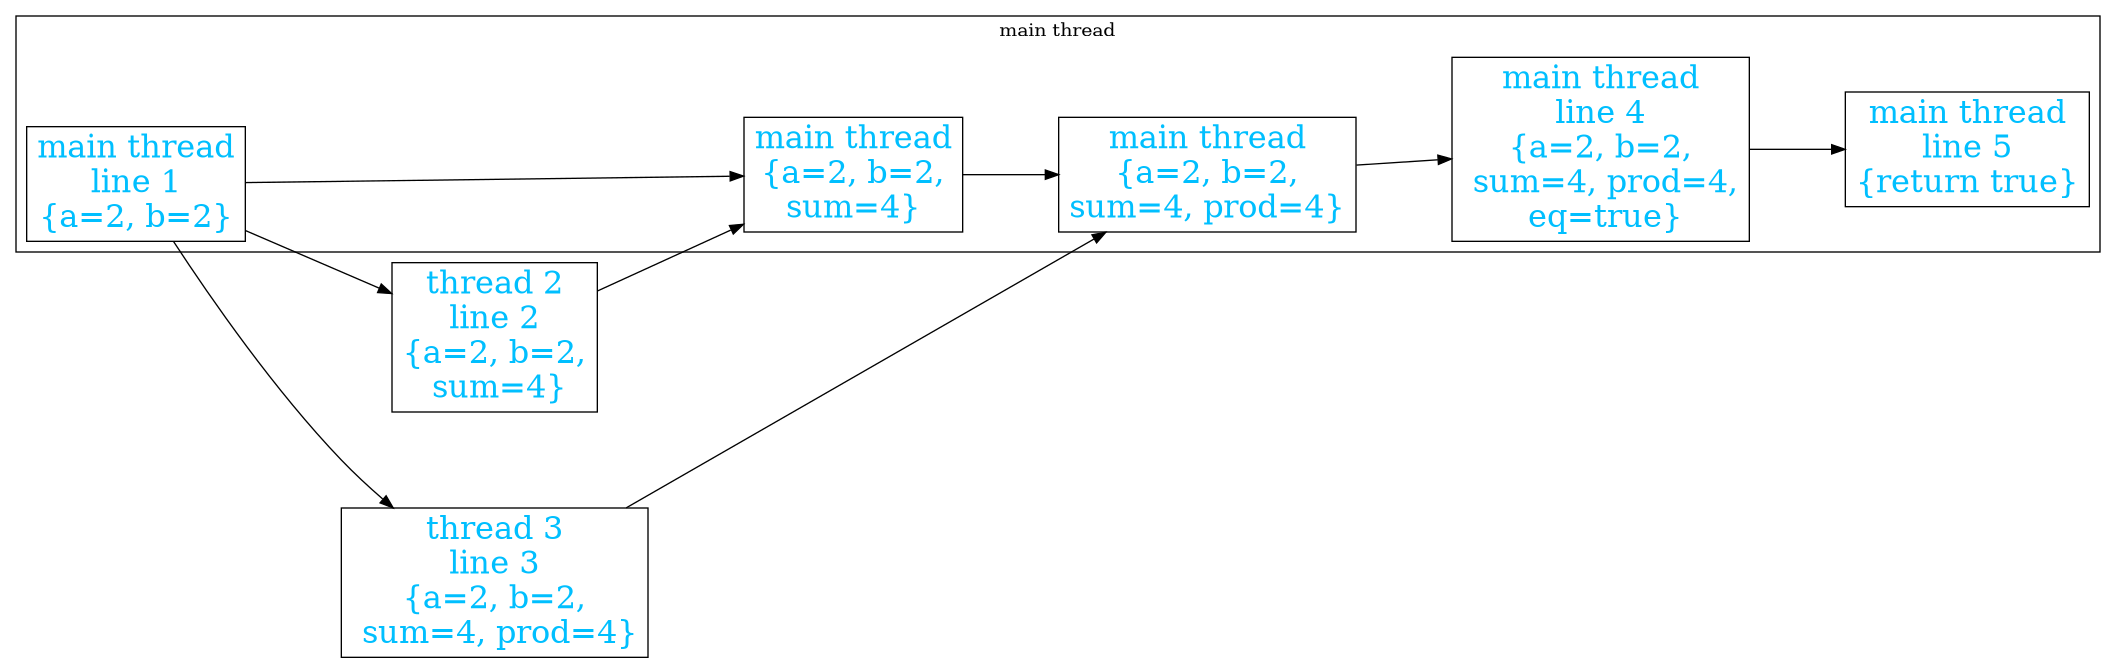 main thread
main thread
line 1
{a=2, b=2}
thread 2
line 2
{a=2, b=2,
sum=4}
thread 3
line 3
{a=2, b=2,
sum=4, prod=4}
main thread
{a=2, b=2,
sum=4}
main thread
{a=2, b=2,
sum=4, prod=4}
main thread
line 4
{a=2, b=2,
sum=4, prod=4,
eq=true}
main thread
line 5
{return true}